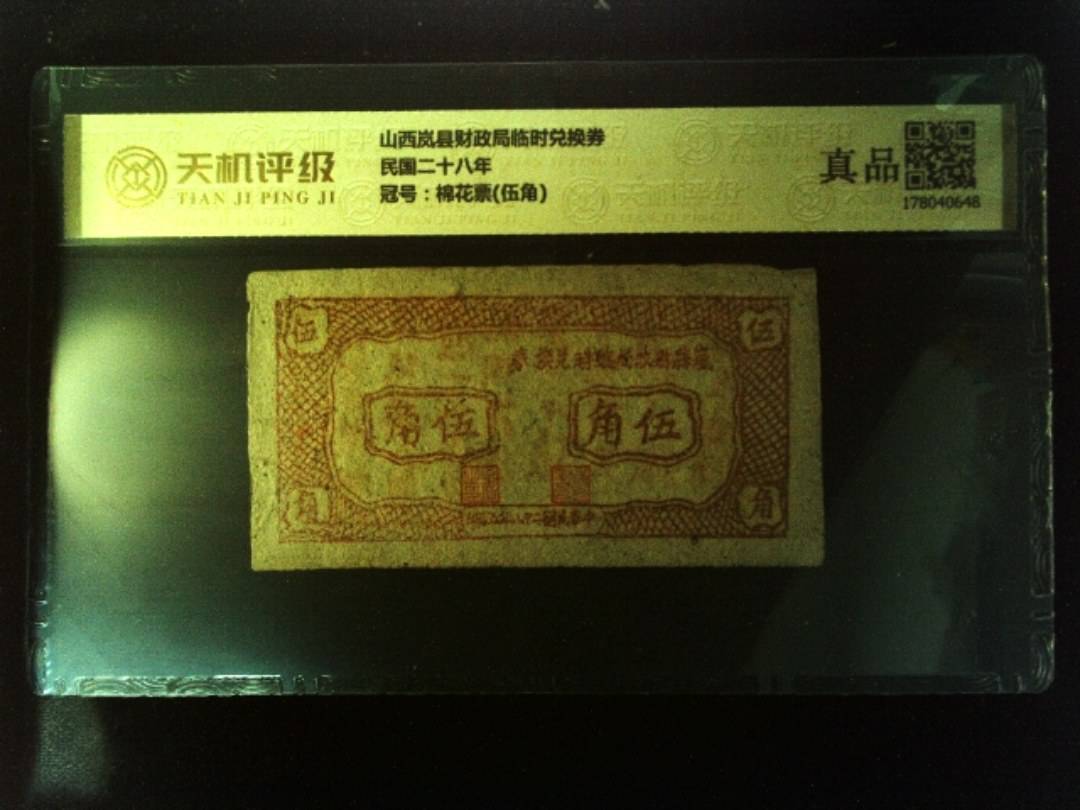 天机评级
TIAN JI PING JI
山西岚县财政局临时兑换券
民国二十八年
冠号：棉花票(伍角)
真品
178040648
伍
伍
角伍
角伍
角
角